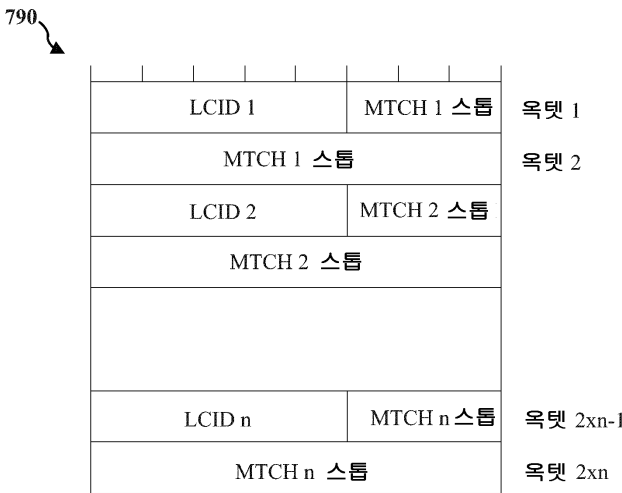 790
LCID 1 MTCH 1 스톱 옥텟 1
MTCH 1 스톱 옥텟 2
LCID 2 MTCH 2 스톱
MTCH 2 스톱
LCID n MTCH n 스톱 옥텟 2xn-1
MTCH n 스톱 옥텟 2xn